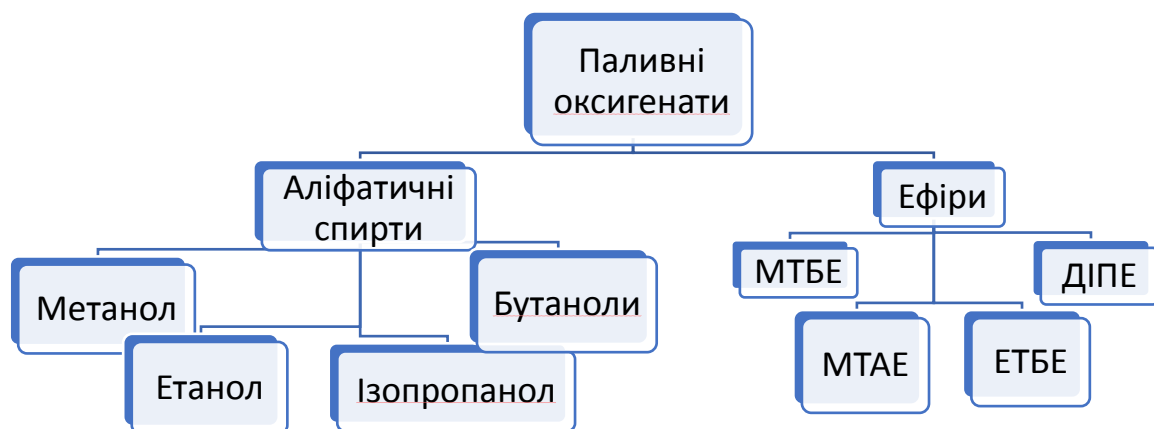 Паливні
оксигенати
Аліфатичні
спирти
Ефіри
Метанол
Етанол
Ізопропанол
Бутаноли
МТБЕ
МТАЕ
ЕТБЕ
ДІПЕ